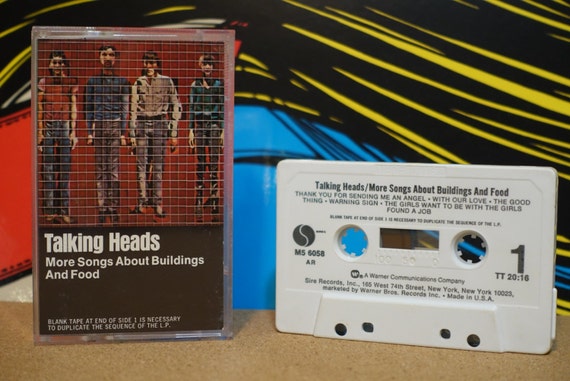 Talking Heads
More Songs About Buildings
And Food
BLANK TAPE AT END OF SIDE 1 IS NECESSARY
TO DUPLICATE THE SEQUENCE OF THE L.P.
Talking Heads/More Songs About Buildings And Food
THANK YOU FOR SENDING ME AN ANGEL • WITH OUR LOVE • THE GOOD
THING • WARNING SIGN • THE GIRLS WANT TO BE WITH THE GIRLS
FOUND A JOB
BLANK TAPE AT END OF SIDE 1 IS NECESSARY TO DUPLICATE THE SEQUENCE OF THE L.P.
M5 6058
AR
1
TT 20:16
A Warner Communications Company
Sire Records, Inc., 165 West 74th Street, New York, New York 10023,
marketed by Warner Bros. Records Inc. • Made in U.S.A.